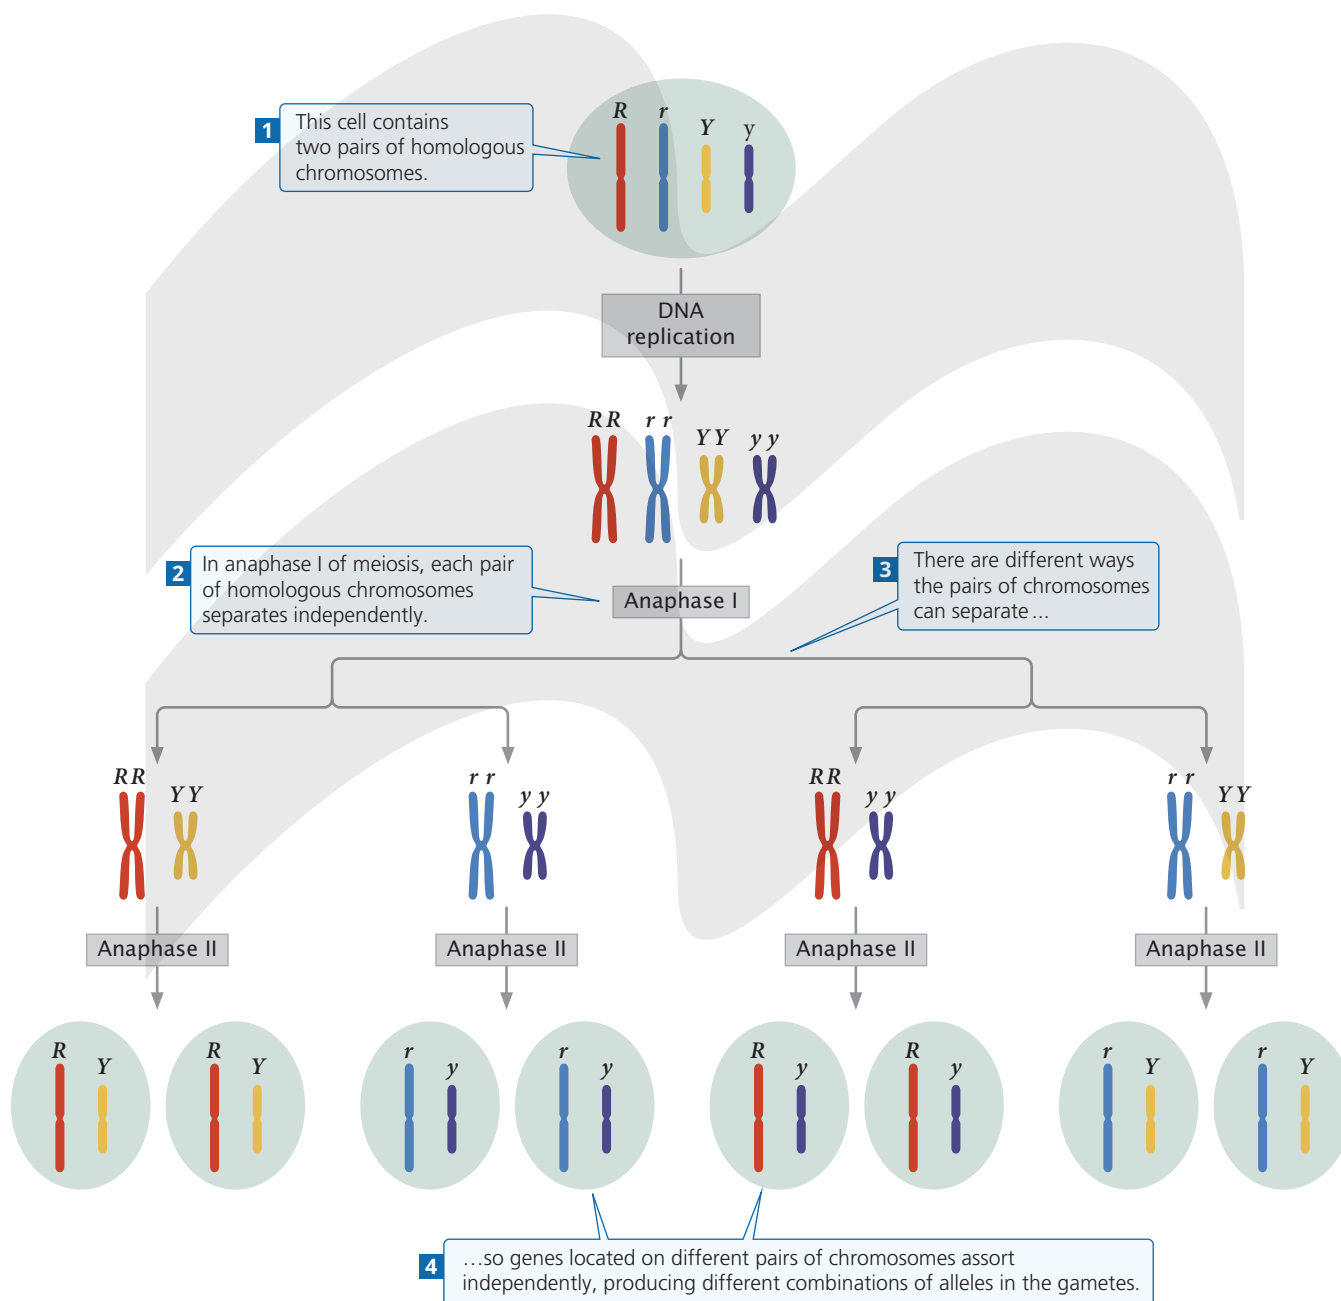 1
This cell contains
two pairs of homologous
chromosomes.
R r Y y
DNA
replication
R R r r Y Y y y
2
In anaphase I of meiosis, each pair
of homologous chromosomes
separates independently.
Anaphase I
3
There are different ways
the pairs of chromosomes
can separate ...
R R Y Y r r y y R R y y r r Y Y
Anaphase II Anaphase II Anaphase II Anaphase II
R Y R Y r y r y R y R y r Y r Y
4
...so genes located on different pairs of chromosomes assort
independently, producing different combinations of alleles in the gametes.